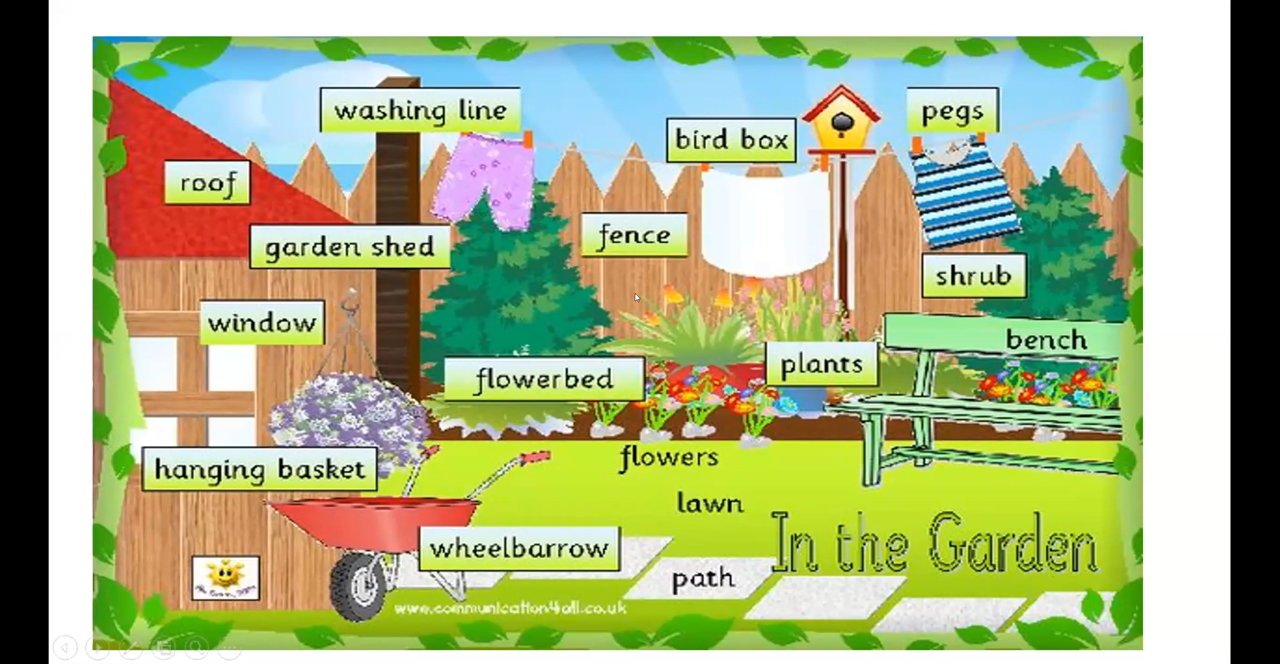 washing line
pegs
bird box
roof
fence
garden shed
shrub
window
bench
plants
flowerbed
flowers
hanging basket
lawn
In the Garden
wheelbarrow
path
www.communication4all.co.uk